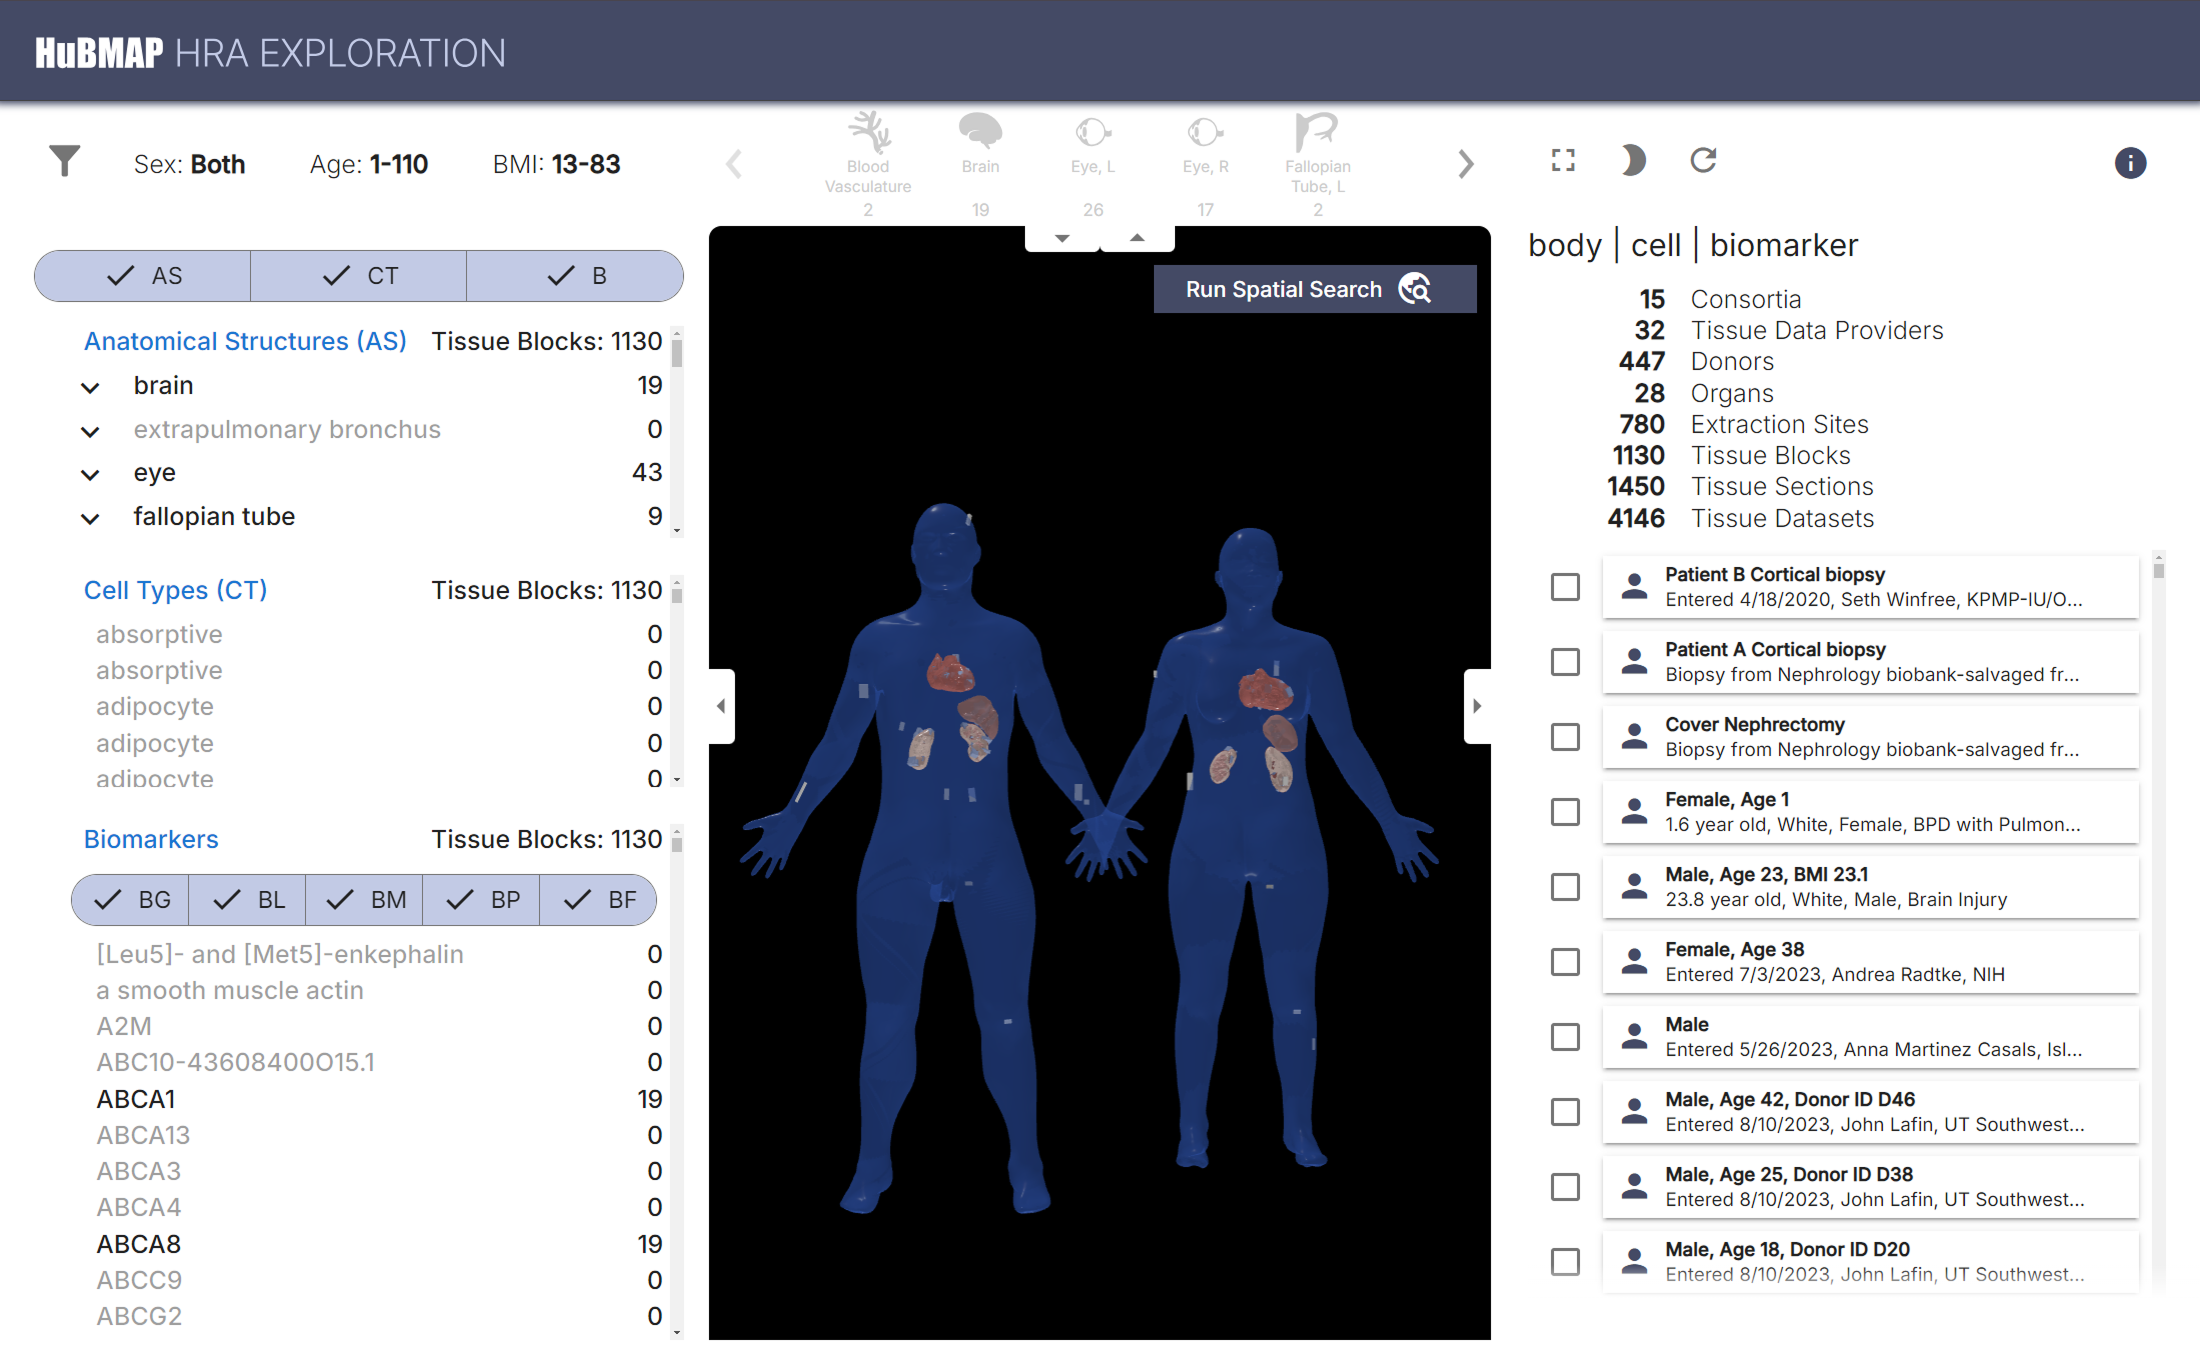 HuBMAP HRA EXPLORATION
Sex: Both Age: 1-110 BMI: 13-83
Blood Vasculature 2
Brain 19
Eye, L 26
Eye, R 17
Fallopian Tube, L 2
AS CT B
Anatomical Structures (AS) Tissue Blocks: 1130
brain 19
extrapulmonary bronchus 0
eye 43
fallopian tube 9
Cell Types (CT) Tissue Blocks: 1130
absorptive 0
absorptive 0
adipocyte 0
adipocyte 0
adipocyte 0
Biomarkers Tissue Blocks: 1130
BG BL BM BP BF
[Leu5]- and [Met5]-enkephalin 0
a smooth muscle actin 0
A2M 0
ABC10-43608400O15.1 0
ABCA1 19
ABCA13 0
ABCA3 0
ABCA4 0
ABCA8 19
ABCC9 0
ABCG2 0
Run Spatial Search
i
body | cell | biomarker
15 Consortia
32 Tissue Data Providers
447 Donors
28 Organs
780 Extraction Sites
1130 Tissue Blocks
1450 Tissue Sections
4146 Tissue Datasets
Patient B Cortical biopsy
Entered 4/18/2020, Seth Winfree, KPMP-IU/O...
Patient A Cortical biopsy
Biopsy from Nephrology biobank-salvaged fr...
Cover Nephrectomy
Biopsy from Nephrology biobank-salvaged fr...
Female, Age 1
1.6 year old, White, Female, BPD with Pulmon...
Male, Age 23, BMI 23.1
23.8 year old, White, Male, Brain Injury
Female, Age 38
Entered 7/3/2023, Andrea Radtke, NIH
Male
Entered 5/26/2023, Anna Martinez Casals, Isl...
Male, Age 42, Donor ID D46
Entered 8/10/2023, John Lafin, UT Southwest...
Male, Age 25, Donor ID D38
Entered 8/10/2023, John Lafin, UT Southwest...
Male, Age 18, Donor ID D20
Entered 8/10/2023, John Lafin, UT Southwest...